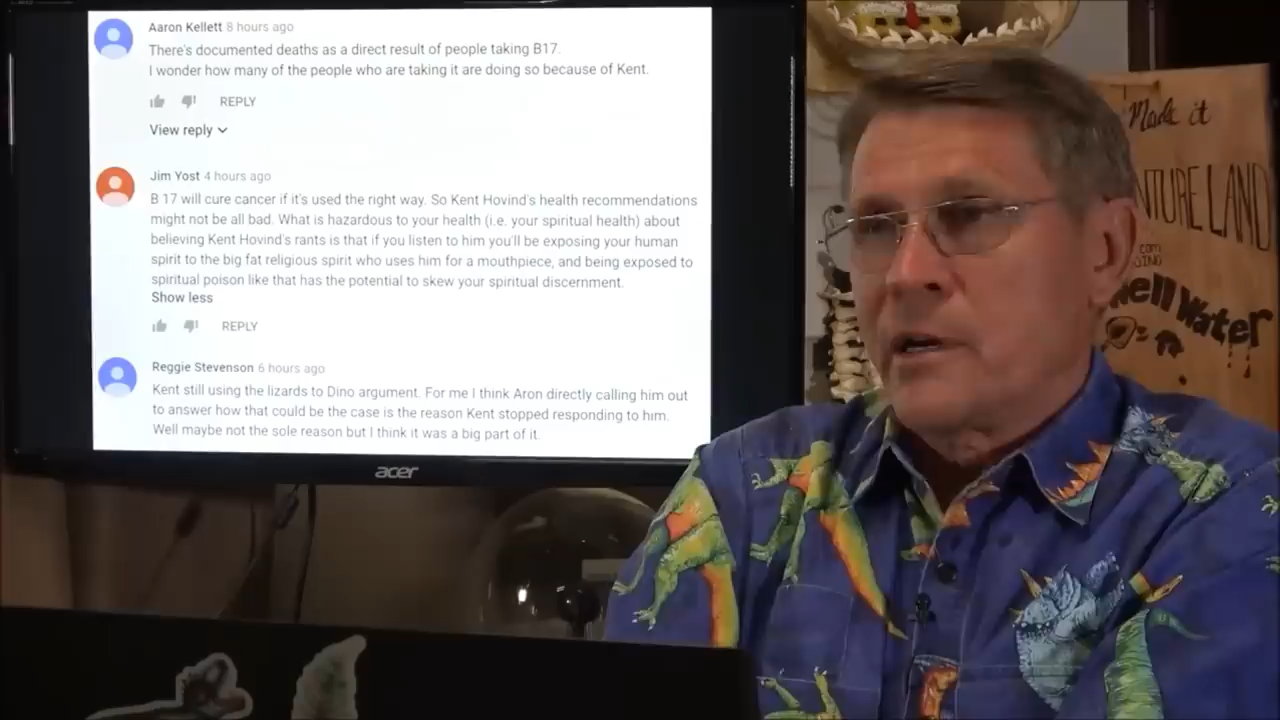 Aaron Kellett 8 hours ago
There's documented deaths as a direct result of people taking B17.
I wonder how many of the people who are taking it are doing so because of Kent.
REPLY
View reply
Jim Yost 4 hours ago
B 17 will cure cancer if it's used the right way. So Kent Hovind's health recommendations
might not be all bad. What is hazardous to your health (i.e. your spiritual health) about
believing Kent Hovind's rants is that if you listen to him you'll be exposing your human
spirit to the big fat religious spirit who uses him for a mouthpiece, and being exposed to
spiritual poison like that has the potential to skew your spiritual discernment.
Show less
REPLY
Reggie Stevenson 6 hours ago
Kent still using the lizards to Dino argument. For me I think Aron directly calling him out
to answer how that could be the case is the reason Kent stopped responding to him.
Well maybe not the sole reason but I think it was a big part of it.
acer
Made it
NTURE LAND
.com
ell Water